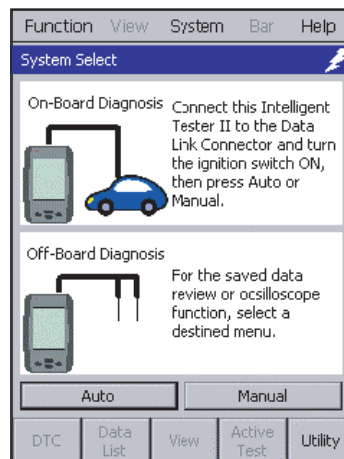 Function View System Bar Help
System Select
On-Board Diagnosis
Connect this Intelligent
Tester II to the Data
Link Connector and turn
the ignition switch ON,
then press Auto or
Manual.
Off-Board Diagnosis
For the saved data
review or ocsilloscope
function, select a
destined menu.
Auto Manual
DTC Data List View Active Test Utility